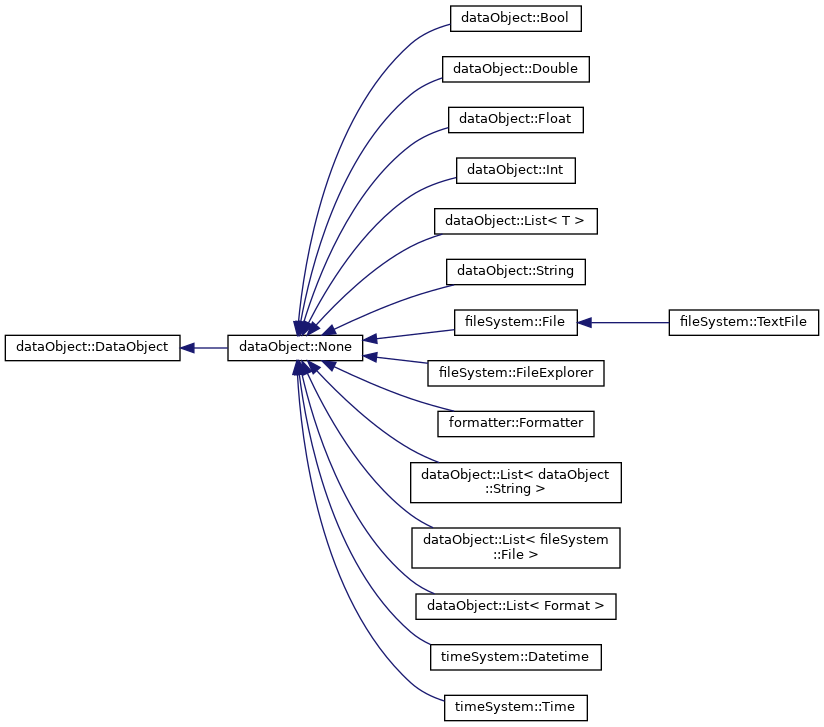 dataObject::Bool
dataObject::Double
dataObject::Float
dataObject::Int
dataObject::List< T >
dataObject::String
fileSystem::File
fileSystem::TextFile
dataObject::DataObject
dataObject::None
fileSystem::FileExplorer
formatter::Formatter
dataObject::List< dataObject
::String >
dataObject::List< fileSystem
::File >
dataObject::List< Format >
timeSystem::Datetime
timeSystem::Time